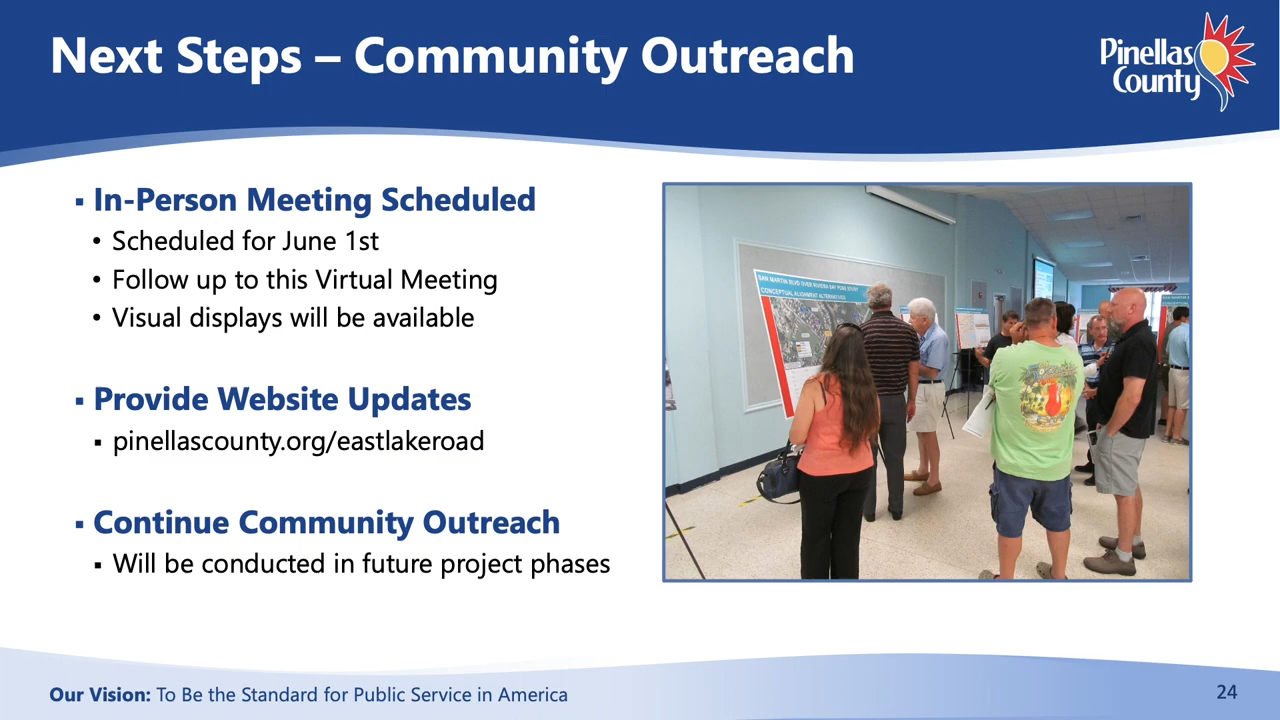 Next Steps – Community Outreach
Pinellas
County
▪ In-Person Meeting Scheduled
• Scheduled for June 1st
• Follow up to this Virtual Meeting
• Visual displays will be available
▪ Provide Website Updates
▪ pinellascounty.org/eastlakeroad
▪ Continue Community Outreach
▪ Will be conducted in future project phases
SAN MARTIN BLVD OVER RIVIERA BAY POND STUDY
CONCEPTUAL ALIGNMENT ALTERNATIVES
SAN MARTIN
Our Vision: To Be the Standard for Public Service in America
24